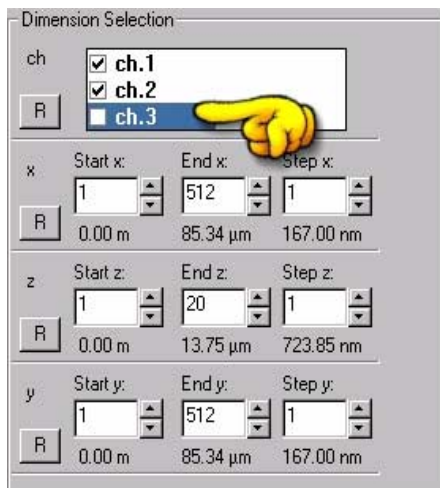 Dimension Selection
ch
ch.1
ch.2
R
ch.3
x
Start x:
End x:
Step x:
1
512
1
R
0.00 m
85.34 µm
167.00 nm
z
Start z:
End z:
Step z:
1
20
1
R
0.00 m
13.75 µm
723.85 nm
y
Start y:
End y:
Step y:
1
512
1
R
0.00 m
85.34 µm
167.00 nm